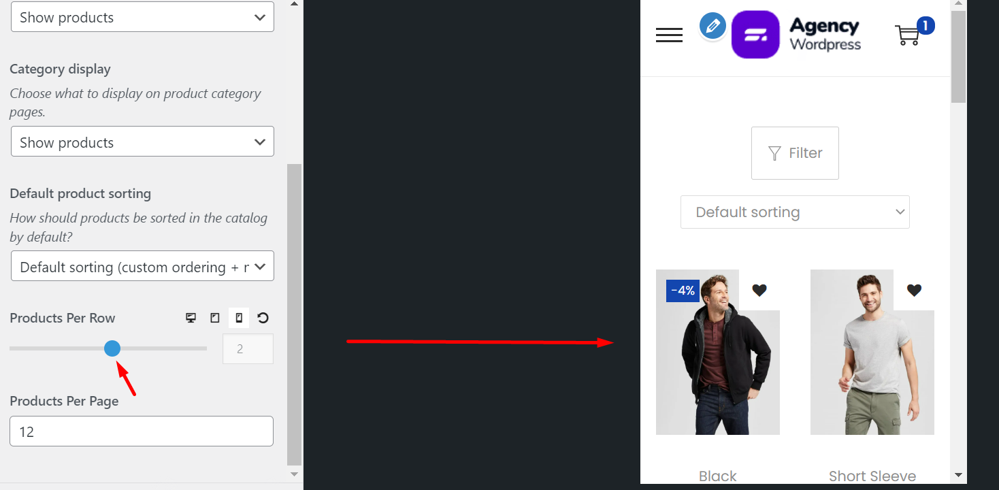 Show products
Category display
Choose what to display on product category
pages.
Show products
Default product sorting
How should products be sorted in the catalog
by default?
Default sorting (custom ordering + r
Products Per Row
2
Products Per Page
12
Agency
Wordpress
1
Filter
Default sorting
-4%
Black
Short Sleeve